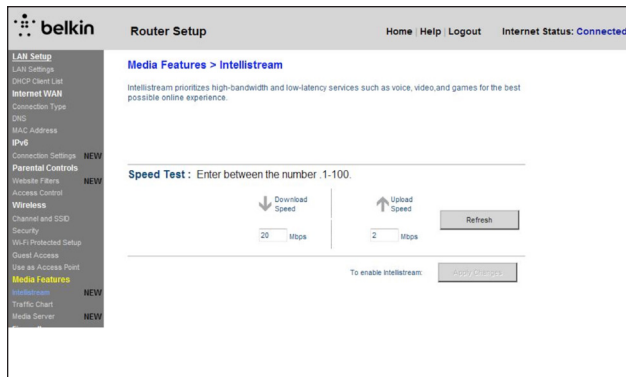 belkin
Router Setup
Home | Help | Logout Internet Status: Connected
LAN Setup
LAN Settings
DHCP Client List
Internet WAN
Connection Type
DNS
MAC Address
IPv6
Connection Settings NEW
Parental Controls
Website Filters NEW
Access Control
Wireless
Channel and SSID
Security
Wi-Fi Protected Setup
Guest Access
Use as Access Point
Media Features
Intellistream NEW
Traffic Chart
Media Server NEW
Media Features > Intellistream
Intellistream prioritizes high-bandwidth and low-latency services such as voice, video,and games for the best
possible online experience.
Speed Test : Enter between the number .1-100.
Download
Speed
Upload
Speed
20 Mbps
2 Mbps
Refresh
To enable Intellistream:
Apply Changes